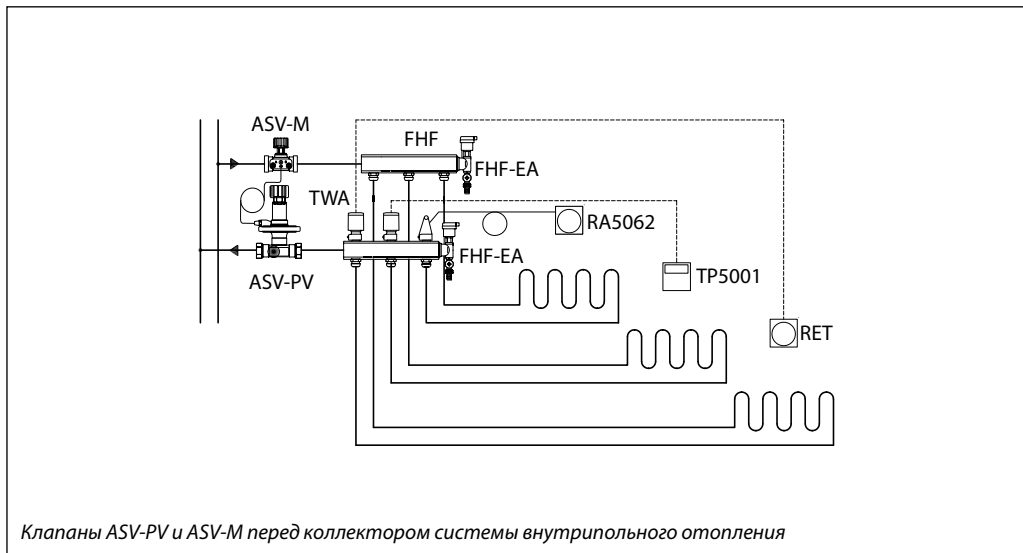 ASV-M
FHF
FHF-EA
TWA
RA5062
FHF-EA
TP5001
ASV-PV
RET
Клапаны ASV-PV и ASV-M перед коллектором системы внутрипольного отопления